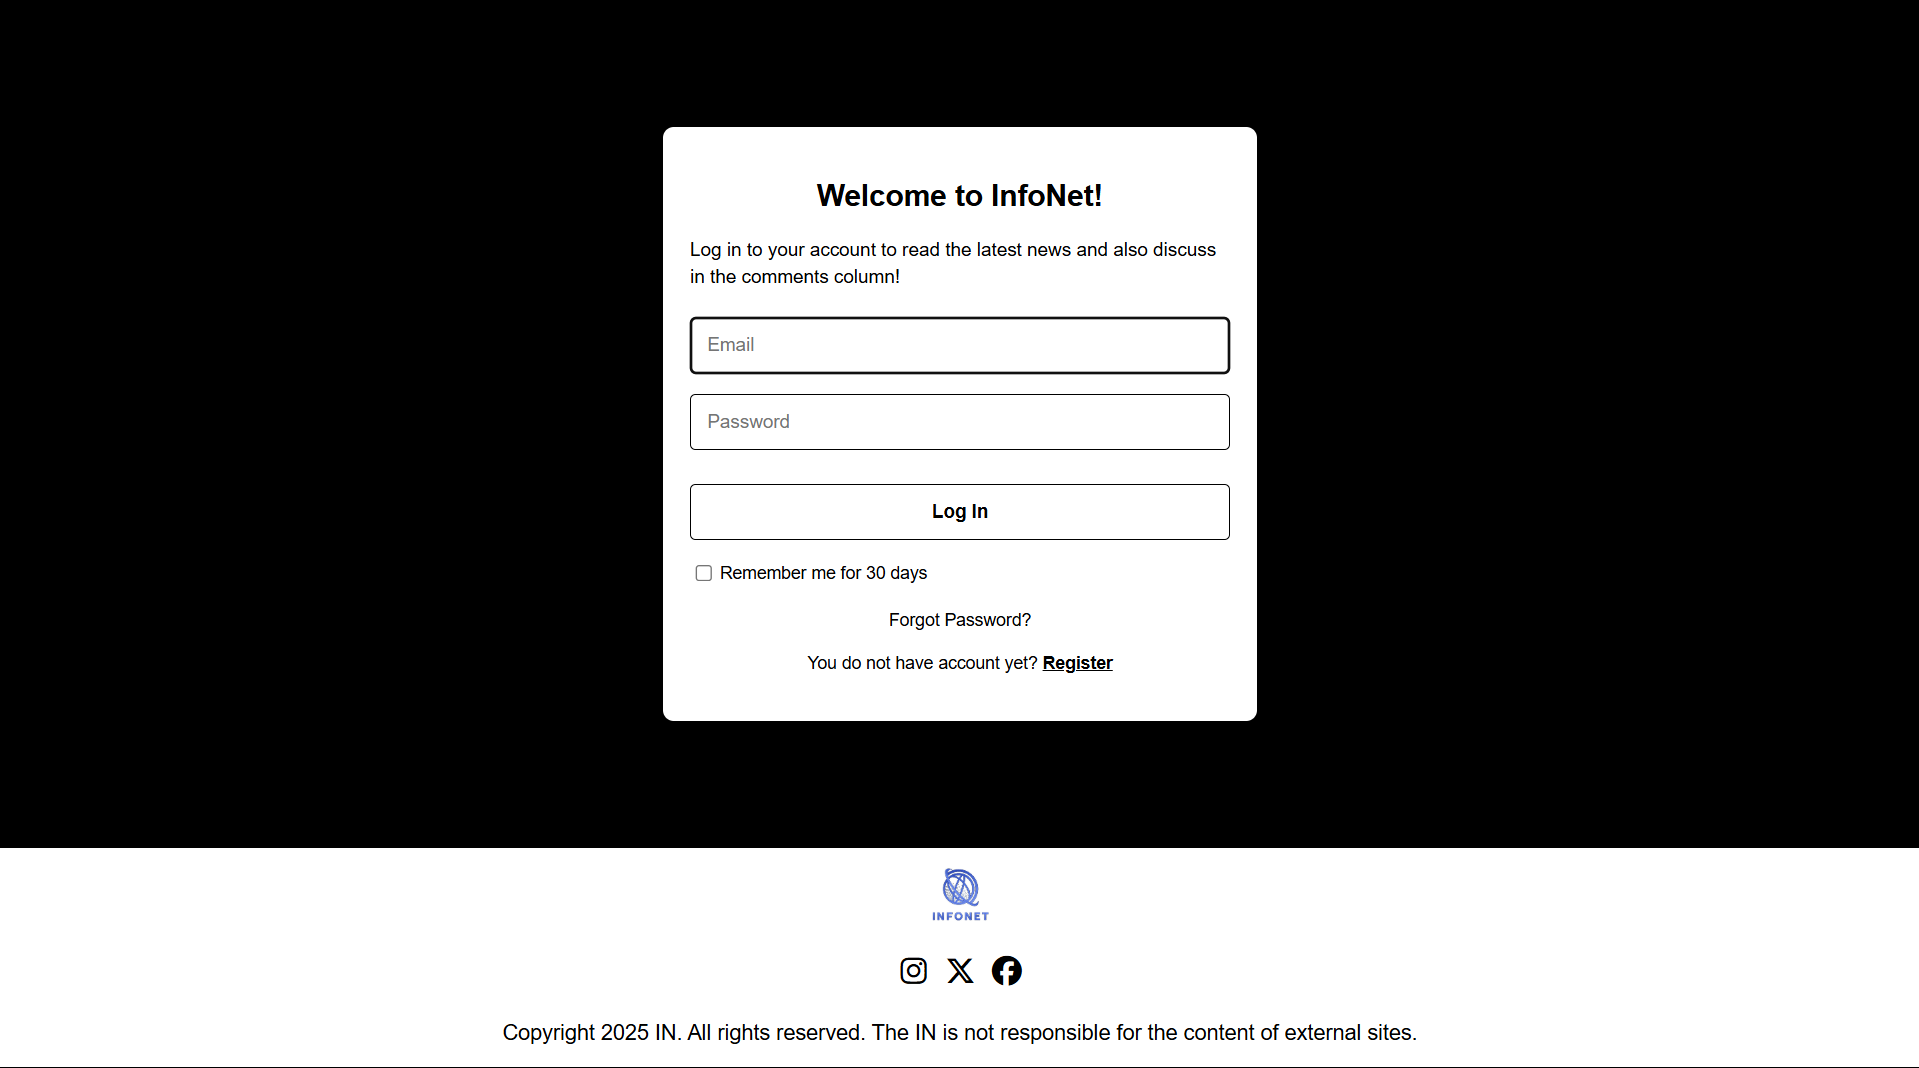 Welcome to InfoNet!
Log in to your account to read the latest news and also discuss
in the comments column!
Email
Password
Log In
Remember me for 30 days
Forgot Password?
You do not have account yet? Register
INFONET
Copyright 2025 IN. All rights reserved. The IN is not responsible for the content of external sites.